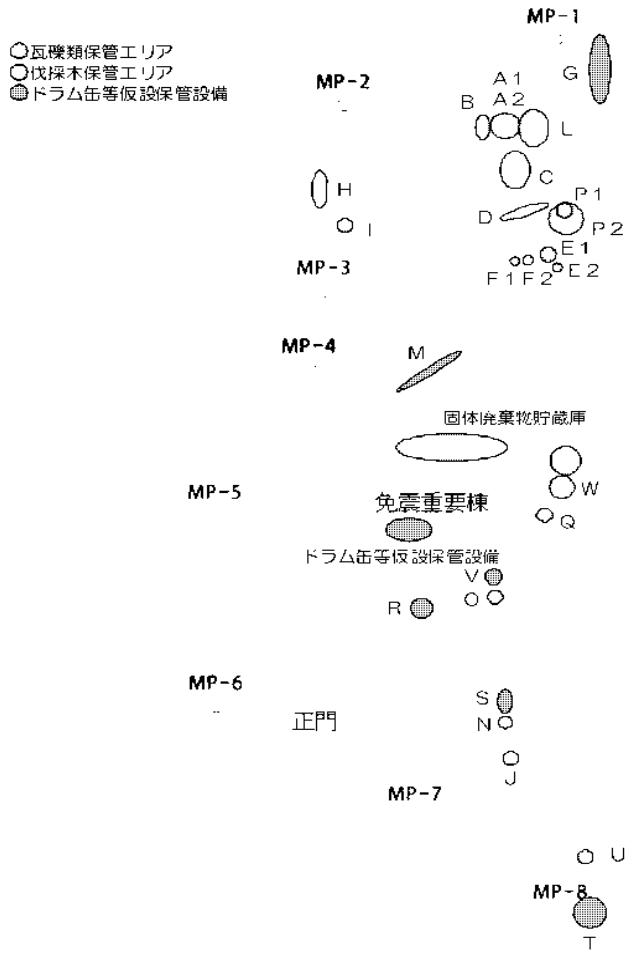 MP-1
○瓦礫類保管エリア
○伐採木保管エリア
●ドラム缶等仮設保管設備
MP-2
G
A1
A2
B
L
C
H
P1
D
P2
I
E1
F1 F2 E2
MP-3
MP-4
M
固体廃棄物貯蔵庫
MP-5
W
免震重要棟
Q
ドラム缶等仮設保管設備
V
R
MP-6
S
正門
N
J
MP-7
U
MP-8
T